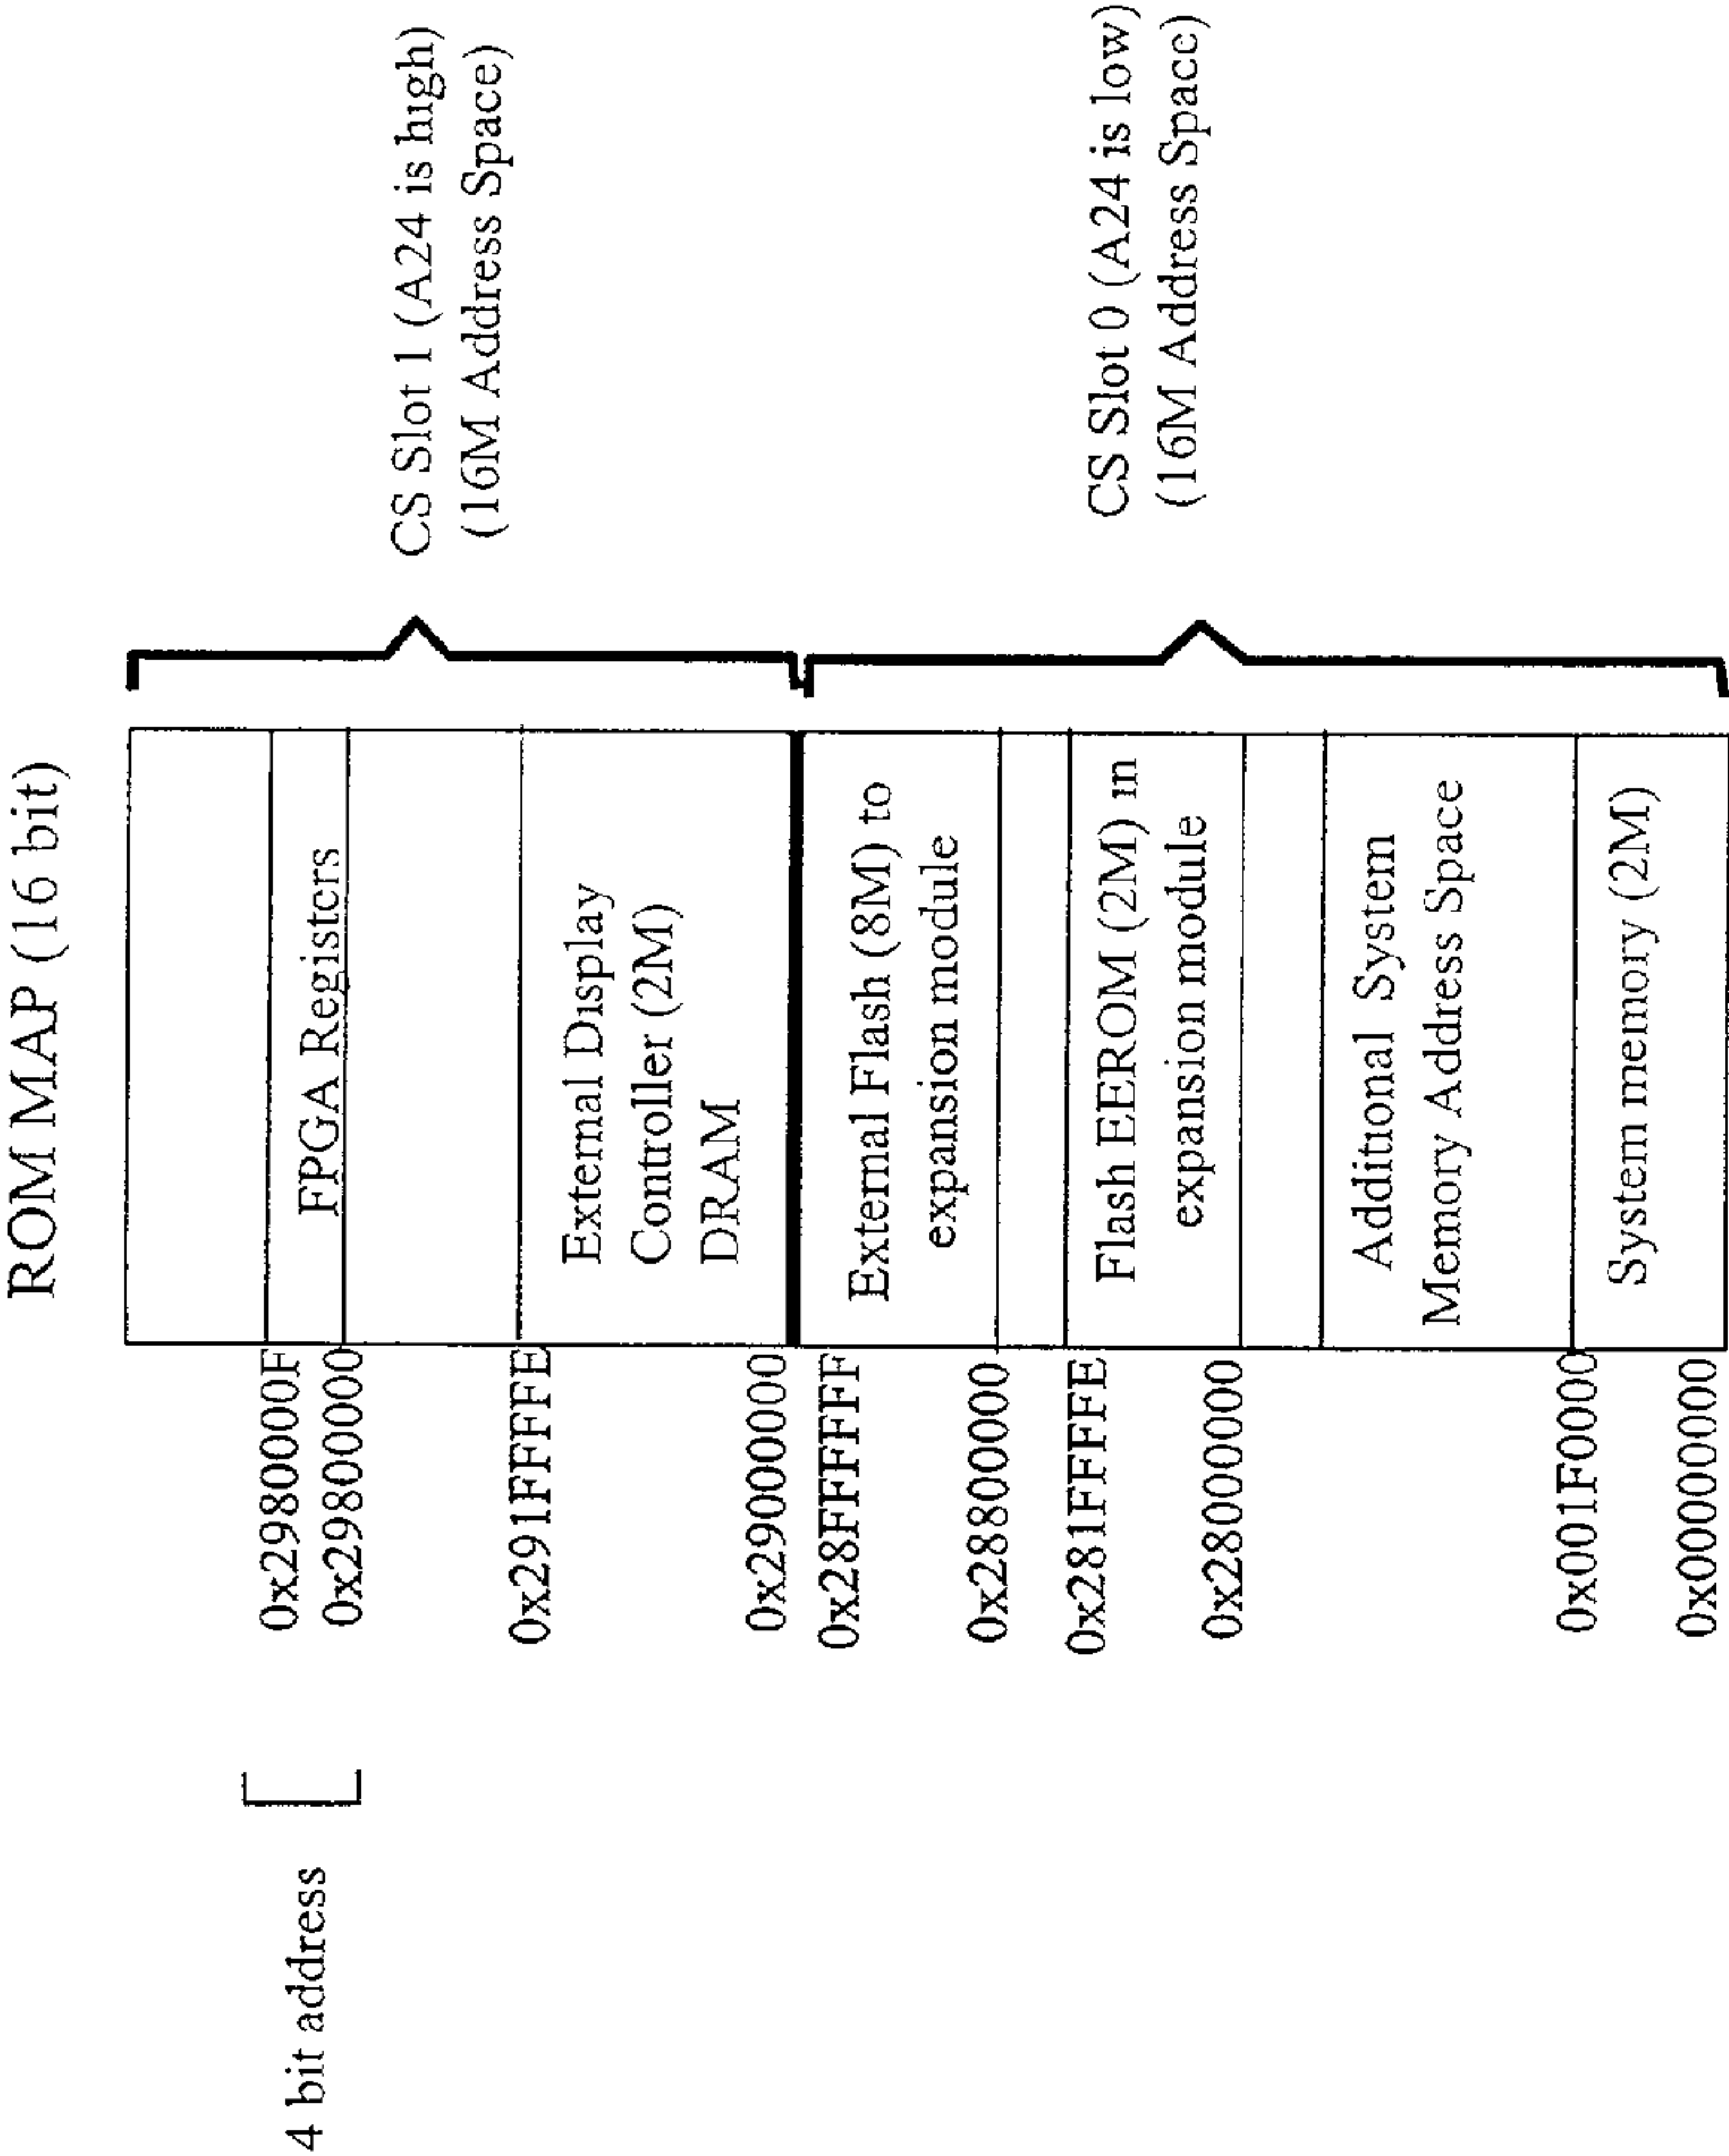 ROM MAP (16 bit)
0x2980000F
0x29800000
4 bit address
FPGA Registers
CS Slot 1 (A24 is high)
(16M Address Space)
0x291FFFFE
External Display
Controller (2M)
DRAM
0x29000000
0x28FFFFFF
External Flash (8M) to
expansion module
0x28800000
0x281FFFFE
Flash EEROM (2M) in
expansion module
0x28000000
CS Slot 0 (A24 is low)
(16M Address Space)
Additional System
Memory Address Space
0x001F0000
System memory (2M)
0x00000000